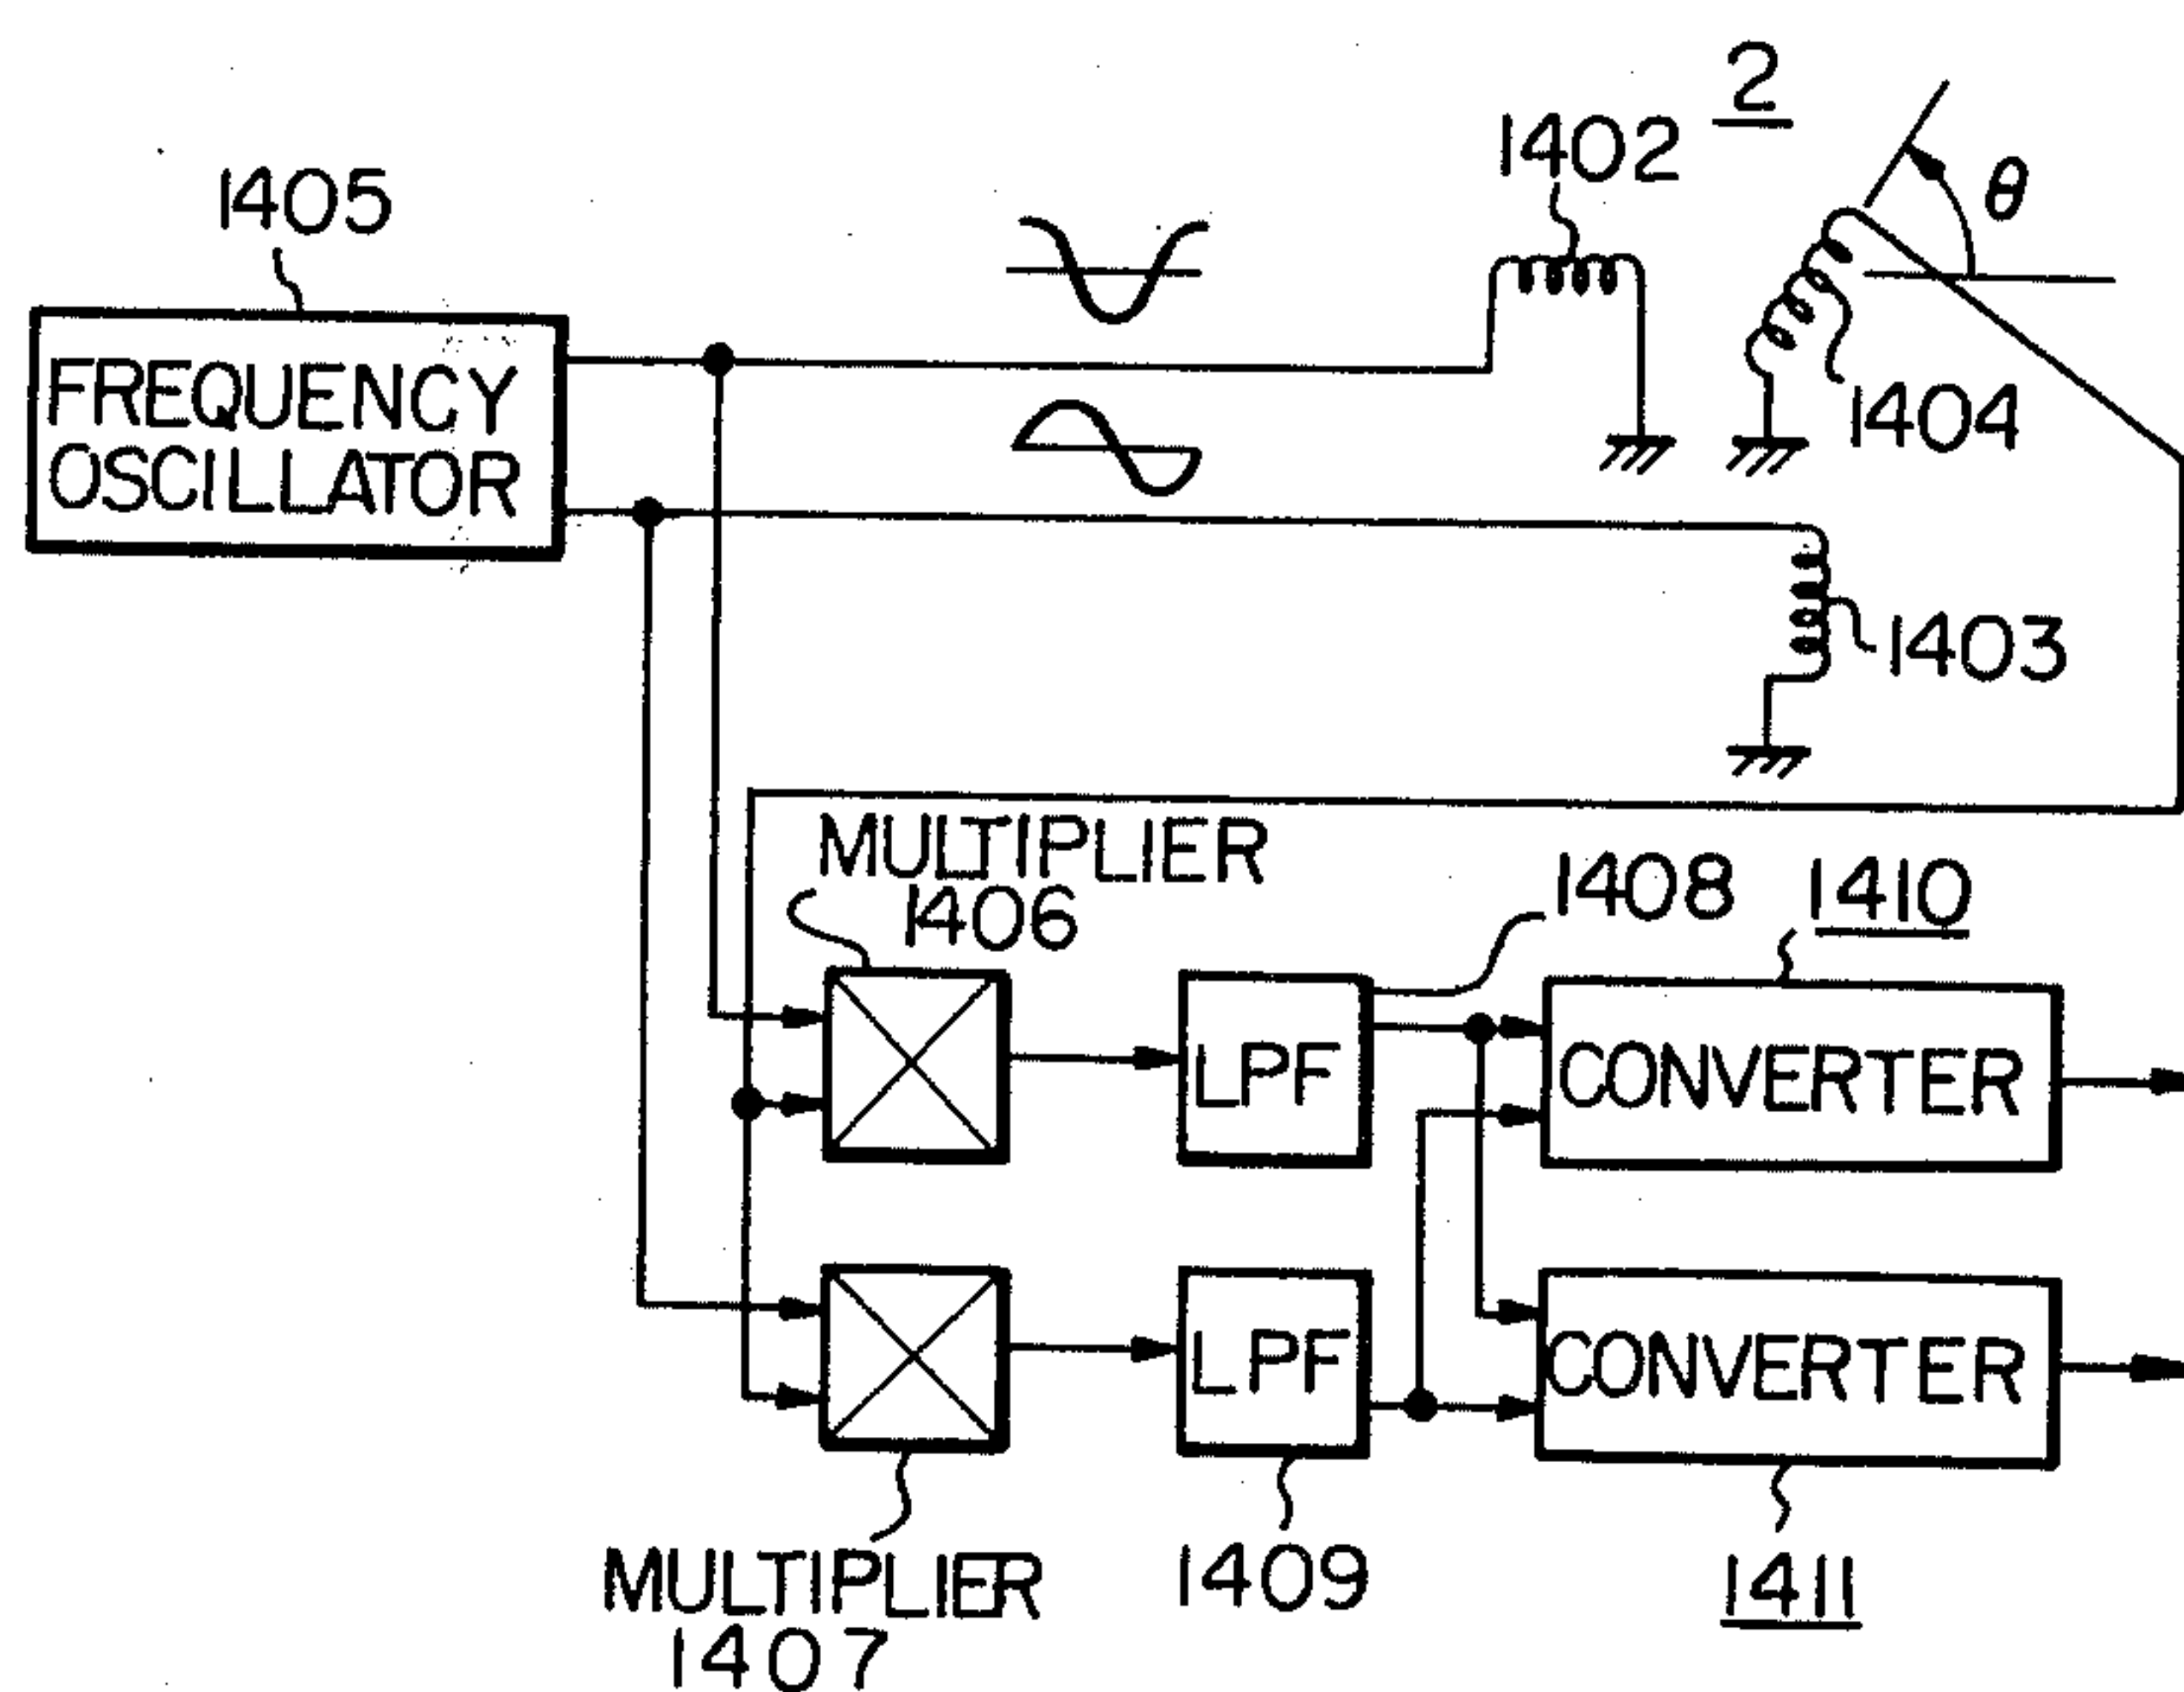 2
1402
θ
1405
FREQUENCY
OSCILLATOR
1404
1403
MULTIPLIER
1406
1408
1410
LPF
CONVERTER
LPF
CONVERTER
MULTIPLIER
1407
1409
1411